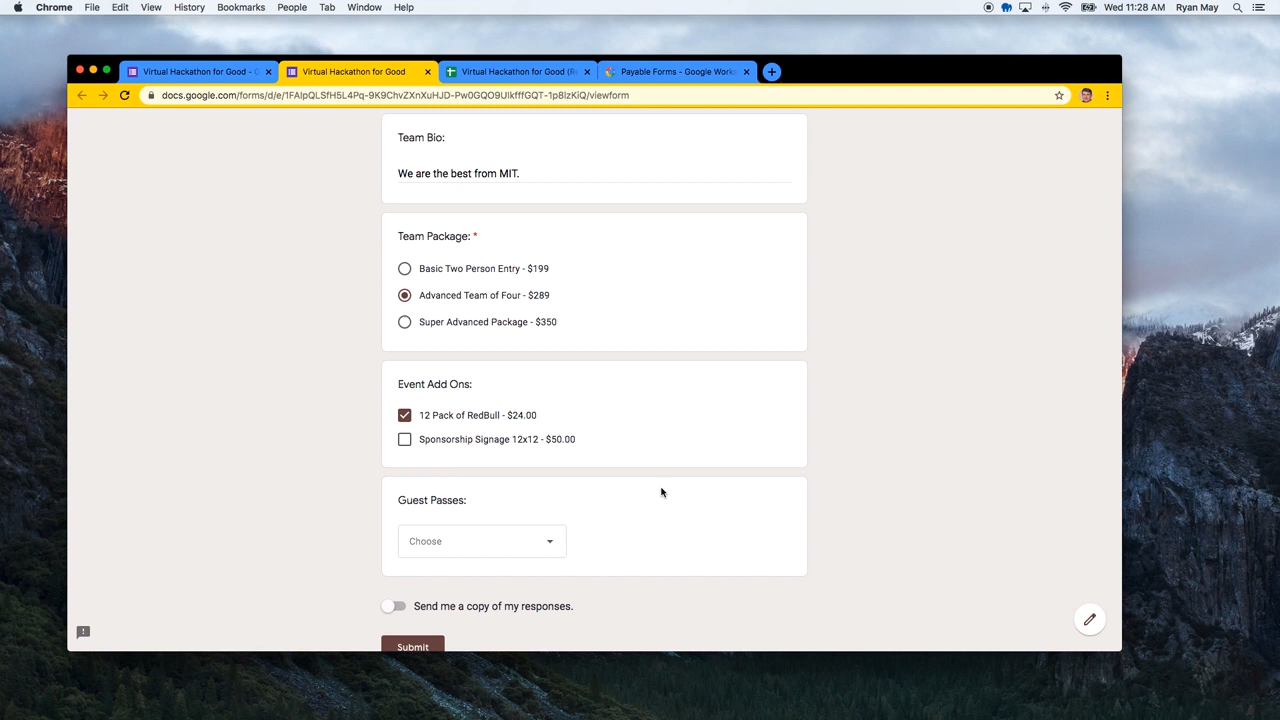 Chrome File Edit View History Bookmarks People Tab Window Help Wed 11:28 AM Ryan May
Virtual Hackathon for Good - G Virtual Hackathon for Good Virtual Hackathon for Good (Re Payable Forms - Google Works
docs.google.com/forms/d/e/1FAIpQLSfH5L4Pq-9K9ChvZXnXuHJD-Pw0GQO9UlkfffGQT-1p8lzKiQ/viewform
Team Bio:
We are the best from MIT.
Team Package: *
Basic Two Person Entry - $199
Advanced Team of Four - $289
Super Advanced Package - $350
Event Add Ons:
12 Pack of RedBull - $24.00
Sponsorship Signage 12x12 - $50.00
Guest Passes:
Choose
Send me a copy of my responses.
Submit